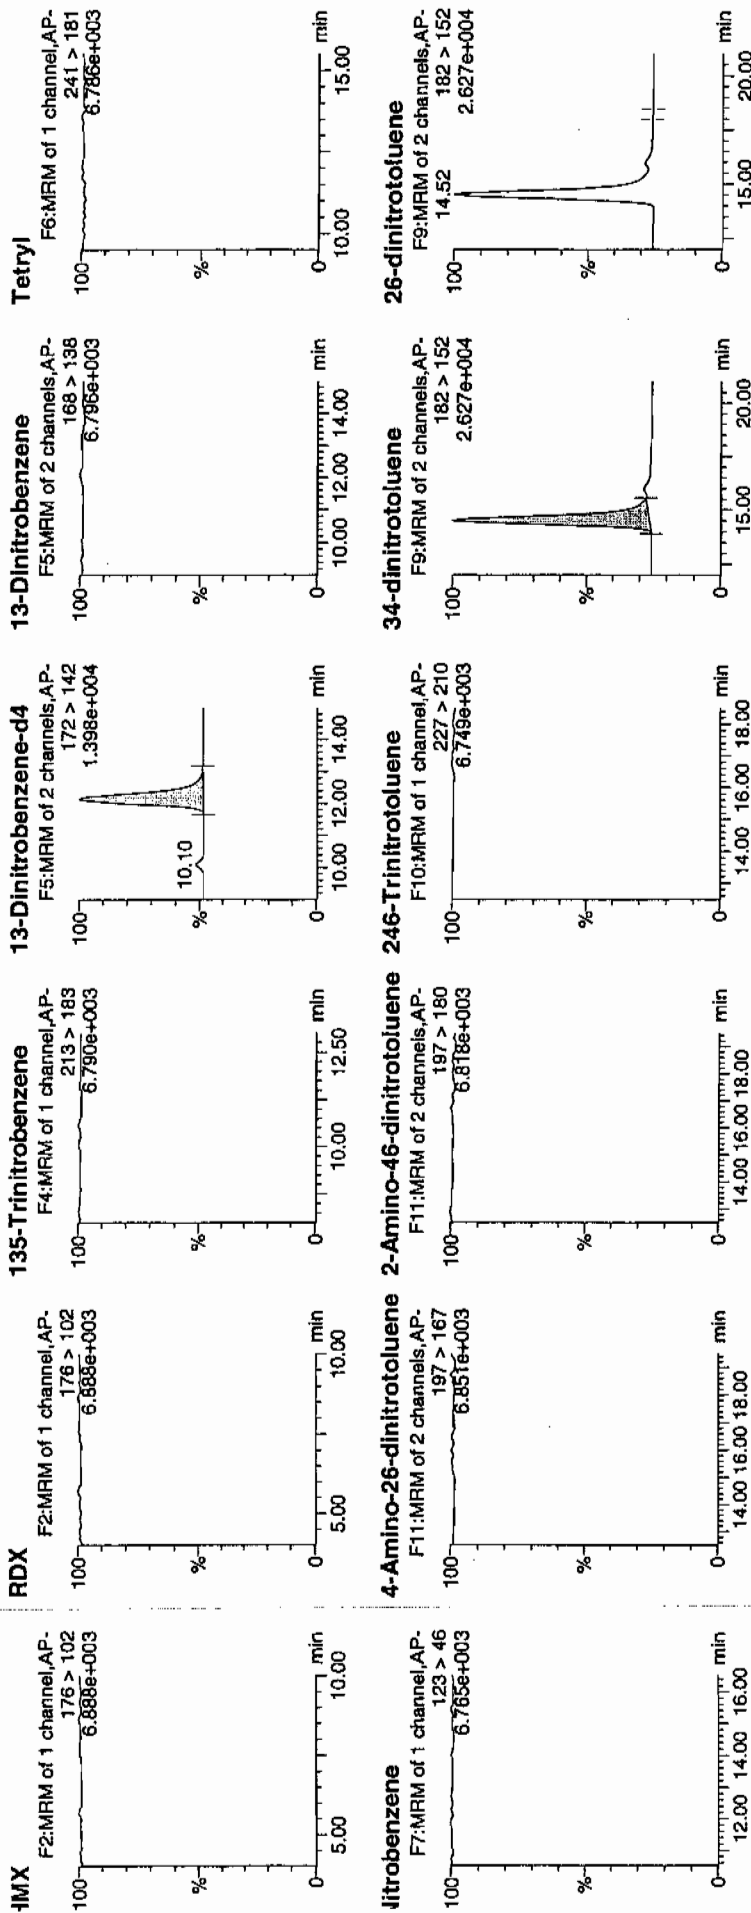 HMX
F2:MRM of 1 channel,AP-
176 > 102
6.888e+003
100
%
0
5.00
10.00
min
RDX
F2:MRM of 1 channel,AP-
176 > 102
6.888e+003
100
%
0
5.00
10.00
min
135-Trinitrobenzene
F4:MRM of 1 channel,AP-
213 > 183
6.790e+003
100
%
0
10.00
12.50
min
13-Dinitrobenzene-d4
F5:MRM of 2 channels,AP-
172 > 142
1.398e+004
100
%
10.10
0
10.00
12.00
14.00
min
13-Dinitrobenzene
F5:MRM of 2 channels,AP-
168 > 138
6.796e+003
100
%
0
10.00
12.00
14.00
min
Tetryl
F6:MRM of 1 channel,AP-
241 > 181
6.786e+003
100
%
0
10.00
15.00
min
Nitrobenzene
F7:MRM of 1 channel,AP-
123 > 46
6.765e+003
100
%
0
12.00
14.00
16.00
min
4-Amino-26-dinitrotoluene
F11:MRM of 2 channels,AP-
197 > 167
6.851e+003
100
%
0
14.00
16.00
18.00
min
2-Amino-46-dinitrotoluene
F11:MRM of 2 channels,AP-
197 > 180
6.818e+003
100
%
0
14.00
16.00
18.00
min
246-Trinitrotoluene
F10:MRM of 1 channel,AP-
227 > 210
6.749e+003
100
%
0
14.00
16.00
18.00
min
34-dinitrotoluene
F9:MRM of 2 channels,AP-
182 > 152
2.627e+004
100
%
0
15.00
20.00
min
26-dinitrotoluene
F9:MRM of 2 channels,AP-
14.52
182 > 152
2.627e+004
100
%
0
15.00
20.00
min